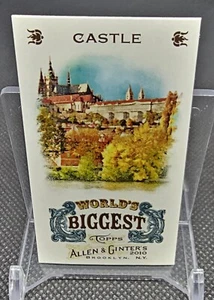 CASTLE
WORLD'S
BIGGEST
TOPPS
ALLEN & GINTER'S
2010
BROOKLYN, N.Y.